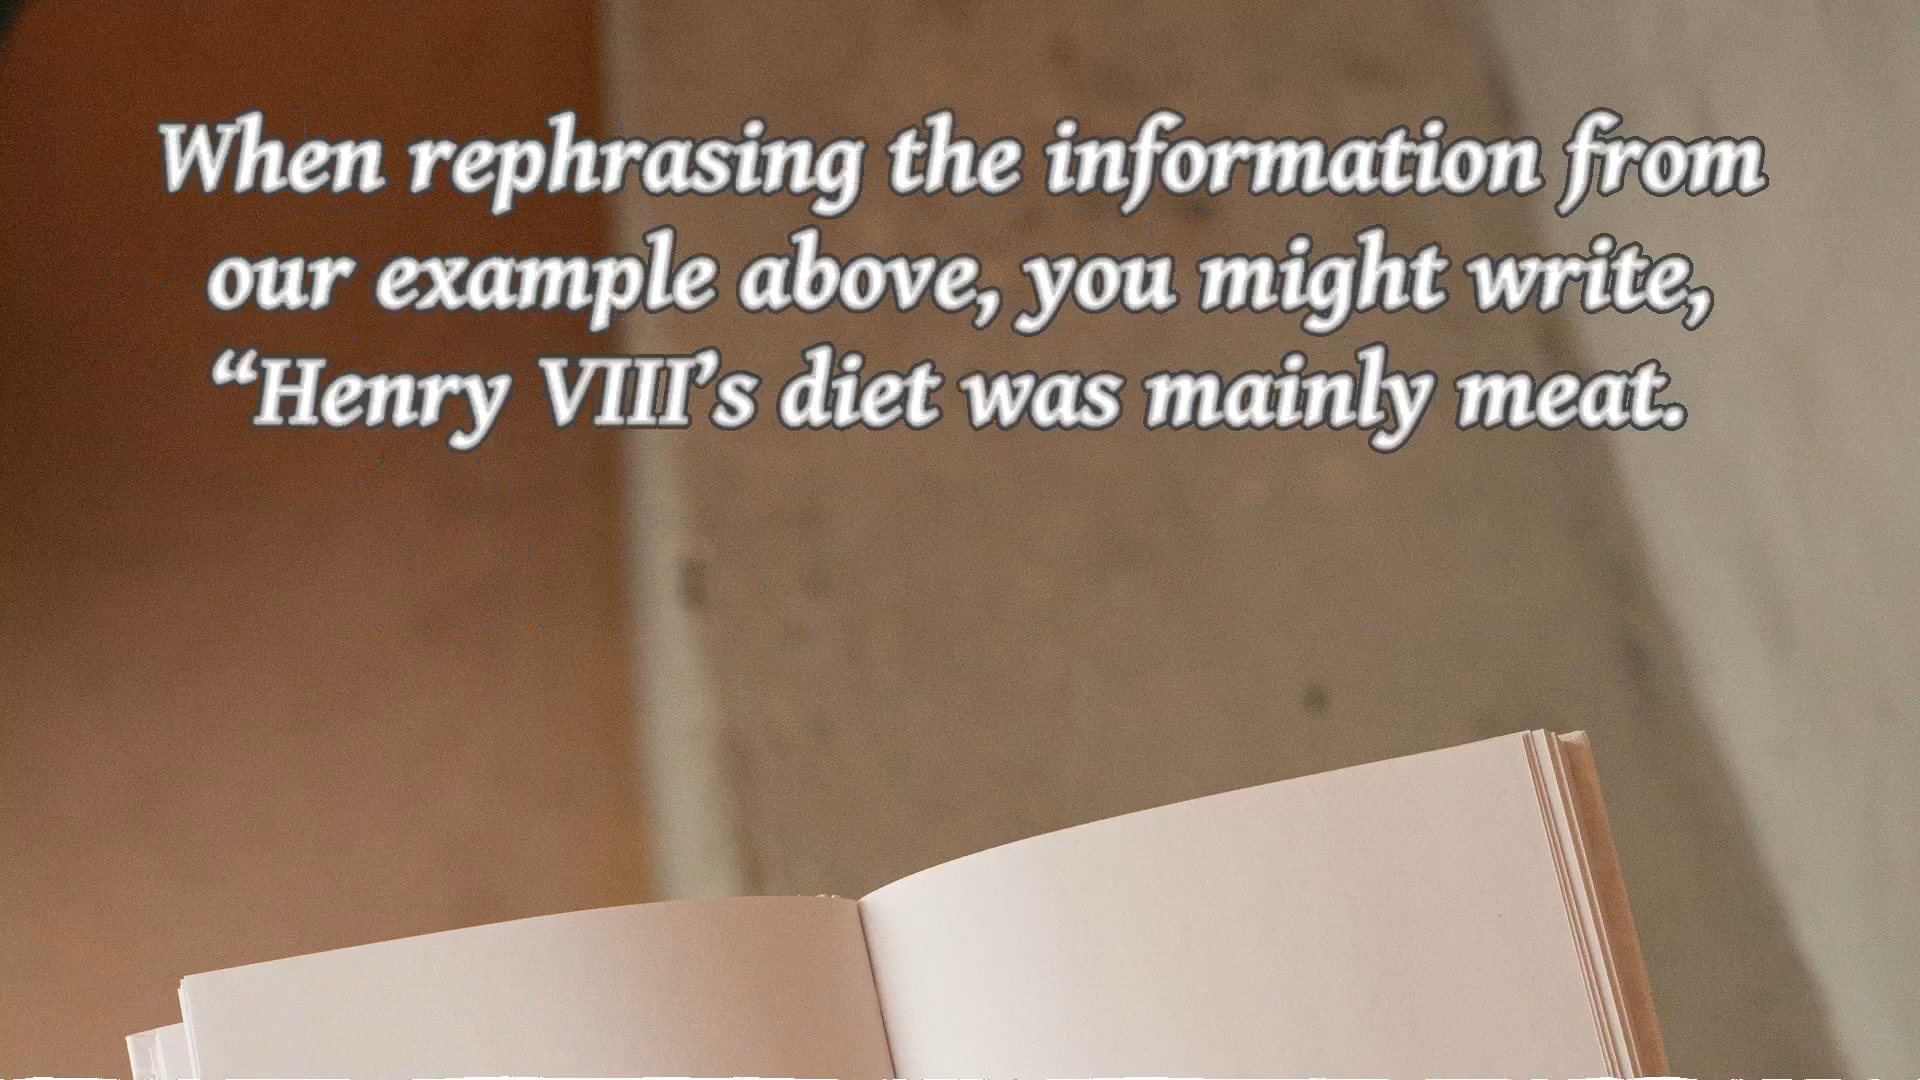 When rephrasing the information from
our example above, you might write,
“Henry VIII’s diet was mainly meat.